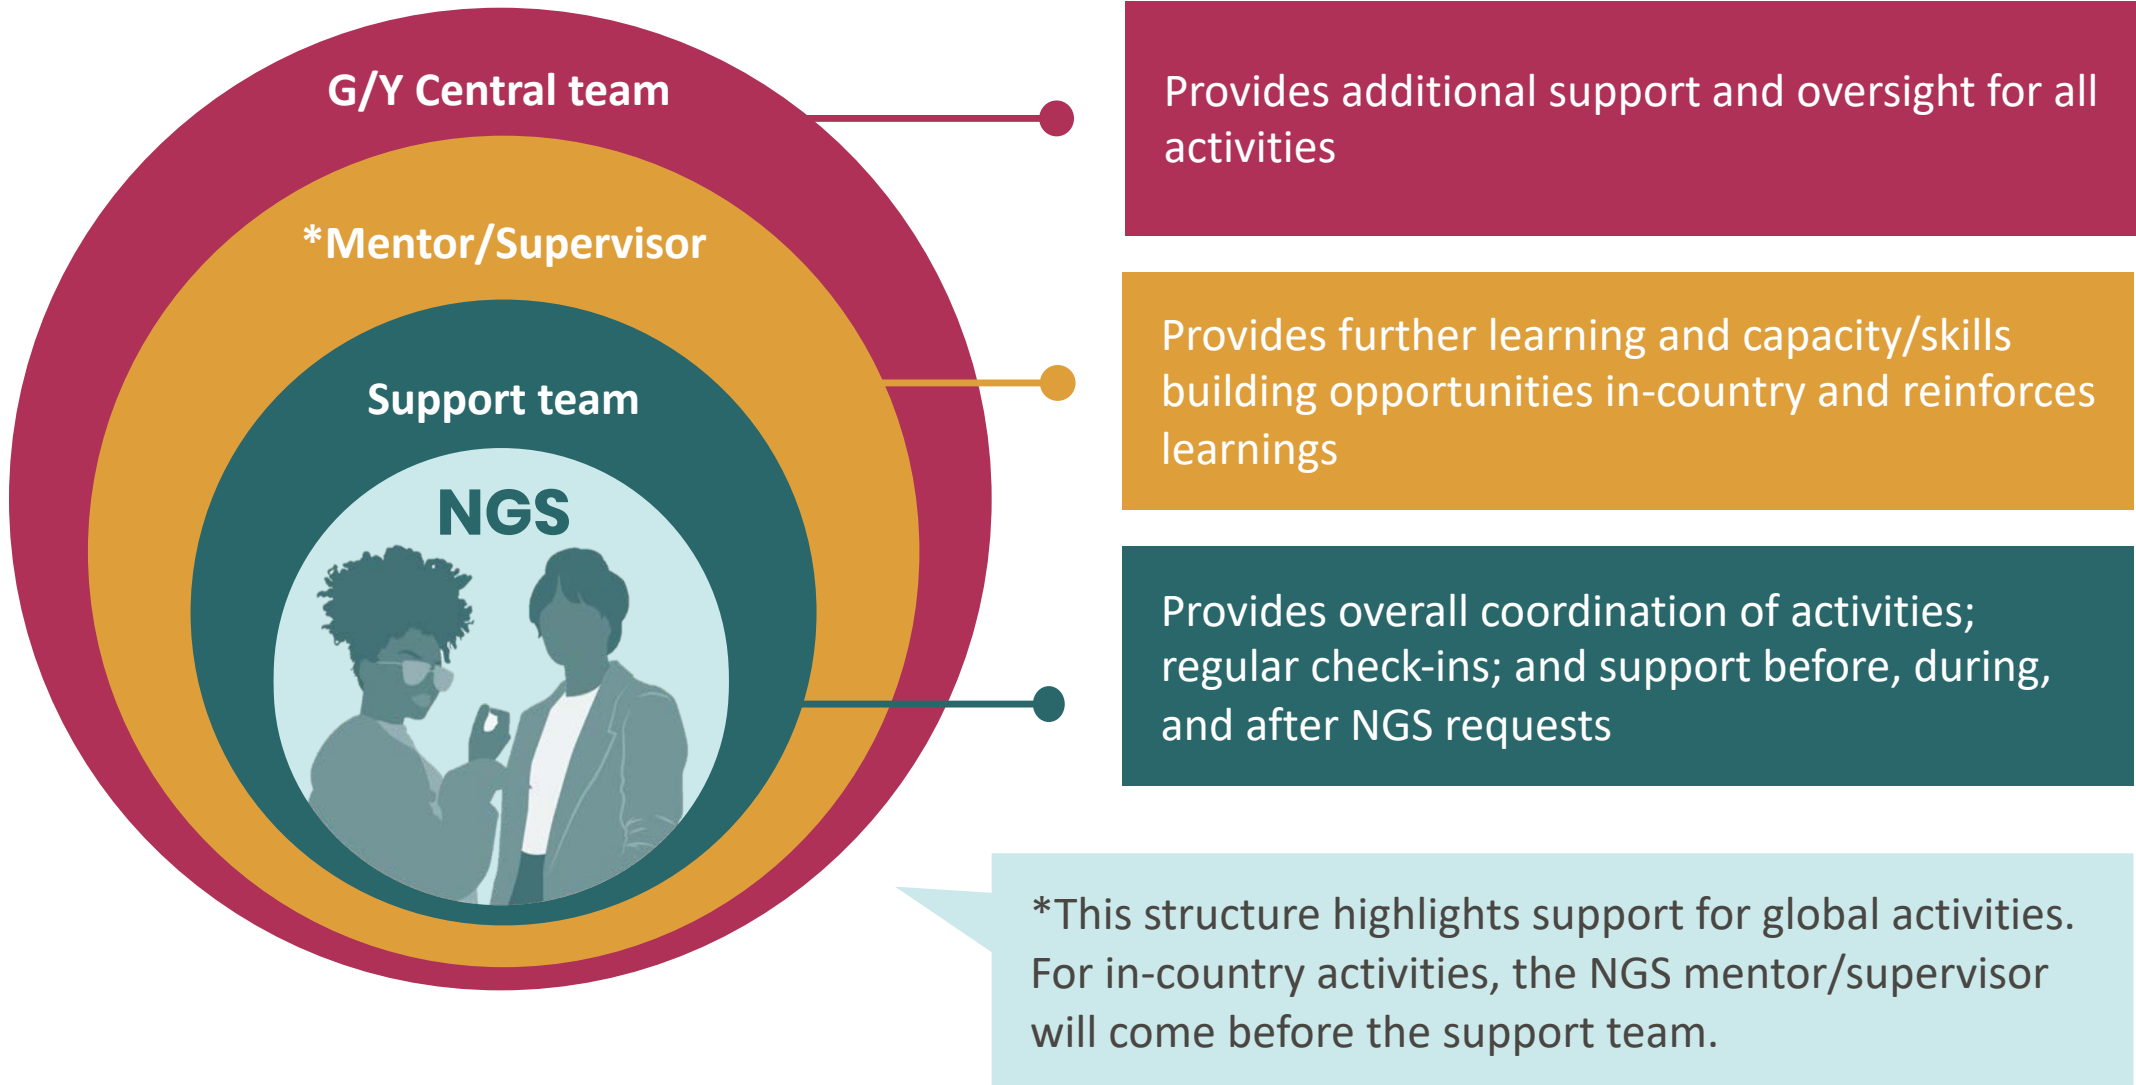 G/Y Central team
*Mentor/Supervisor
Support team
NGS
Provides additional support and oversight for all
activities
Provides further learning and capacity/skills
building opportunities in-country and reinforces
learnings
Provides overall coordination of activities;
regular check-ins; and support before, during,
and after NGS requests
*This structure highlights support for global activities.
For in-country activities, the NGS mentor/supervisor
will come before the support team.